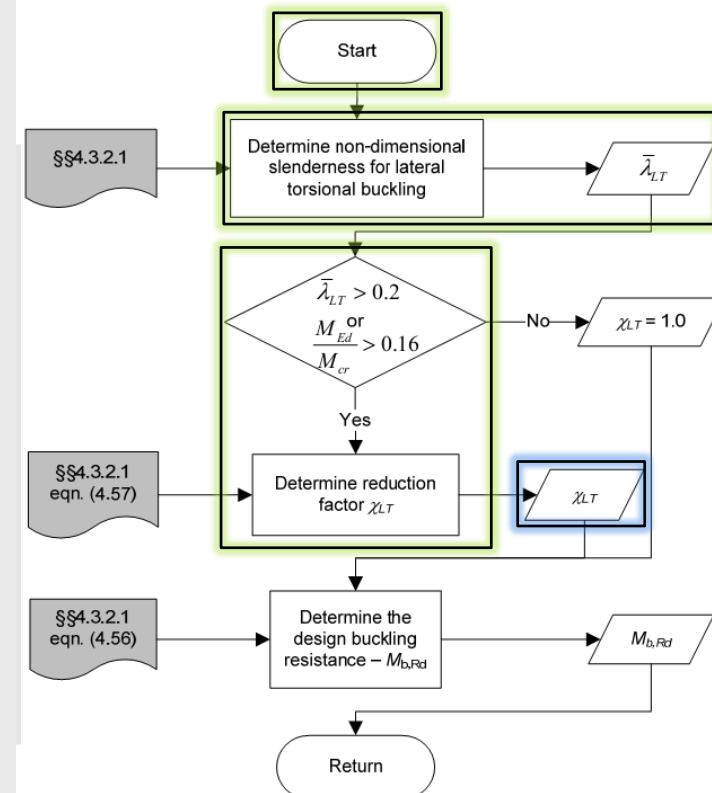 Start
§§4.3.2.1
Determine non-dimensional
slenderness for lateral
torsional buckling
λ̅LT
λ̅LT > 0.2
or
MEd
Mcr
> 0.16
No
χLT = 1.0
Yes
§§4.3.2.1
eqn. (4.57)
Determine reduction
factor χLT
χLT
§§4.3.2.1
eqn. (4.56)
Determine the
design buckling
resistance – Mb,Rd
Mb,Rd
Return